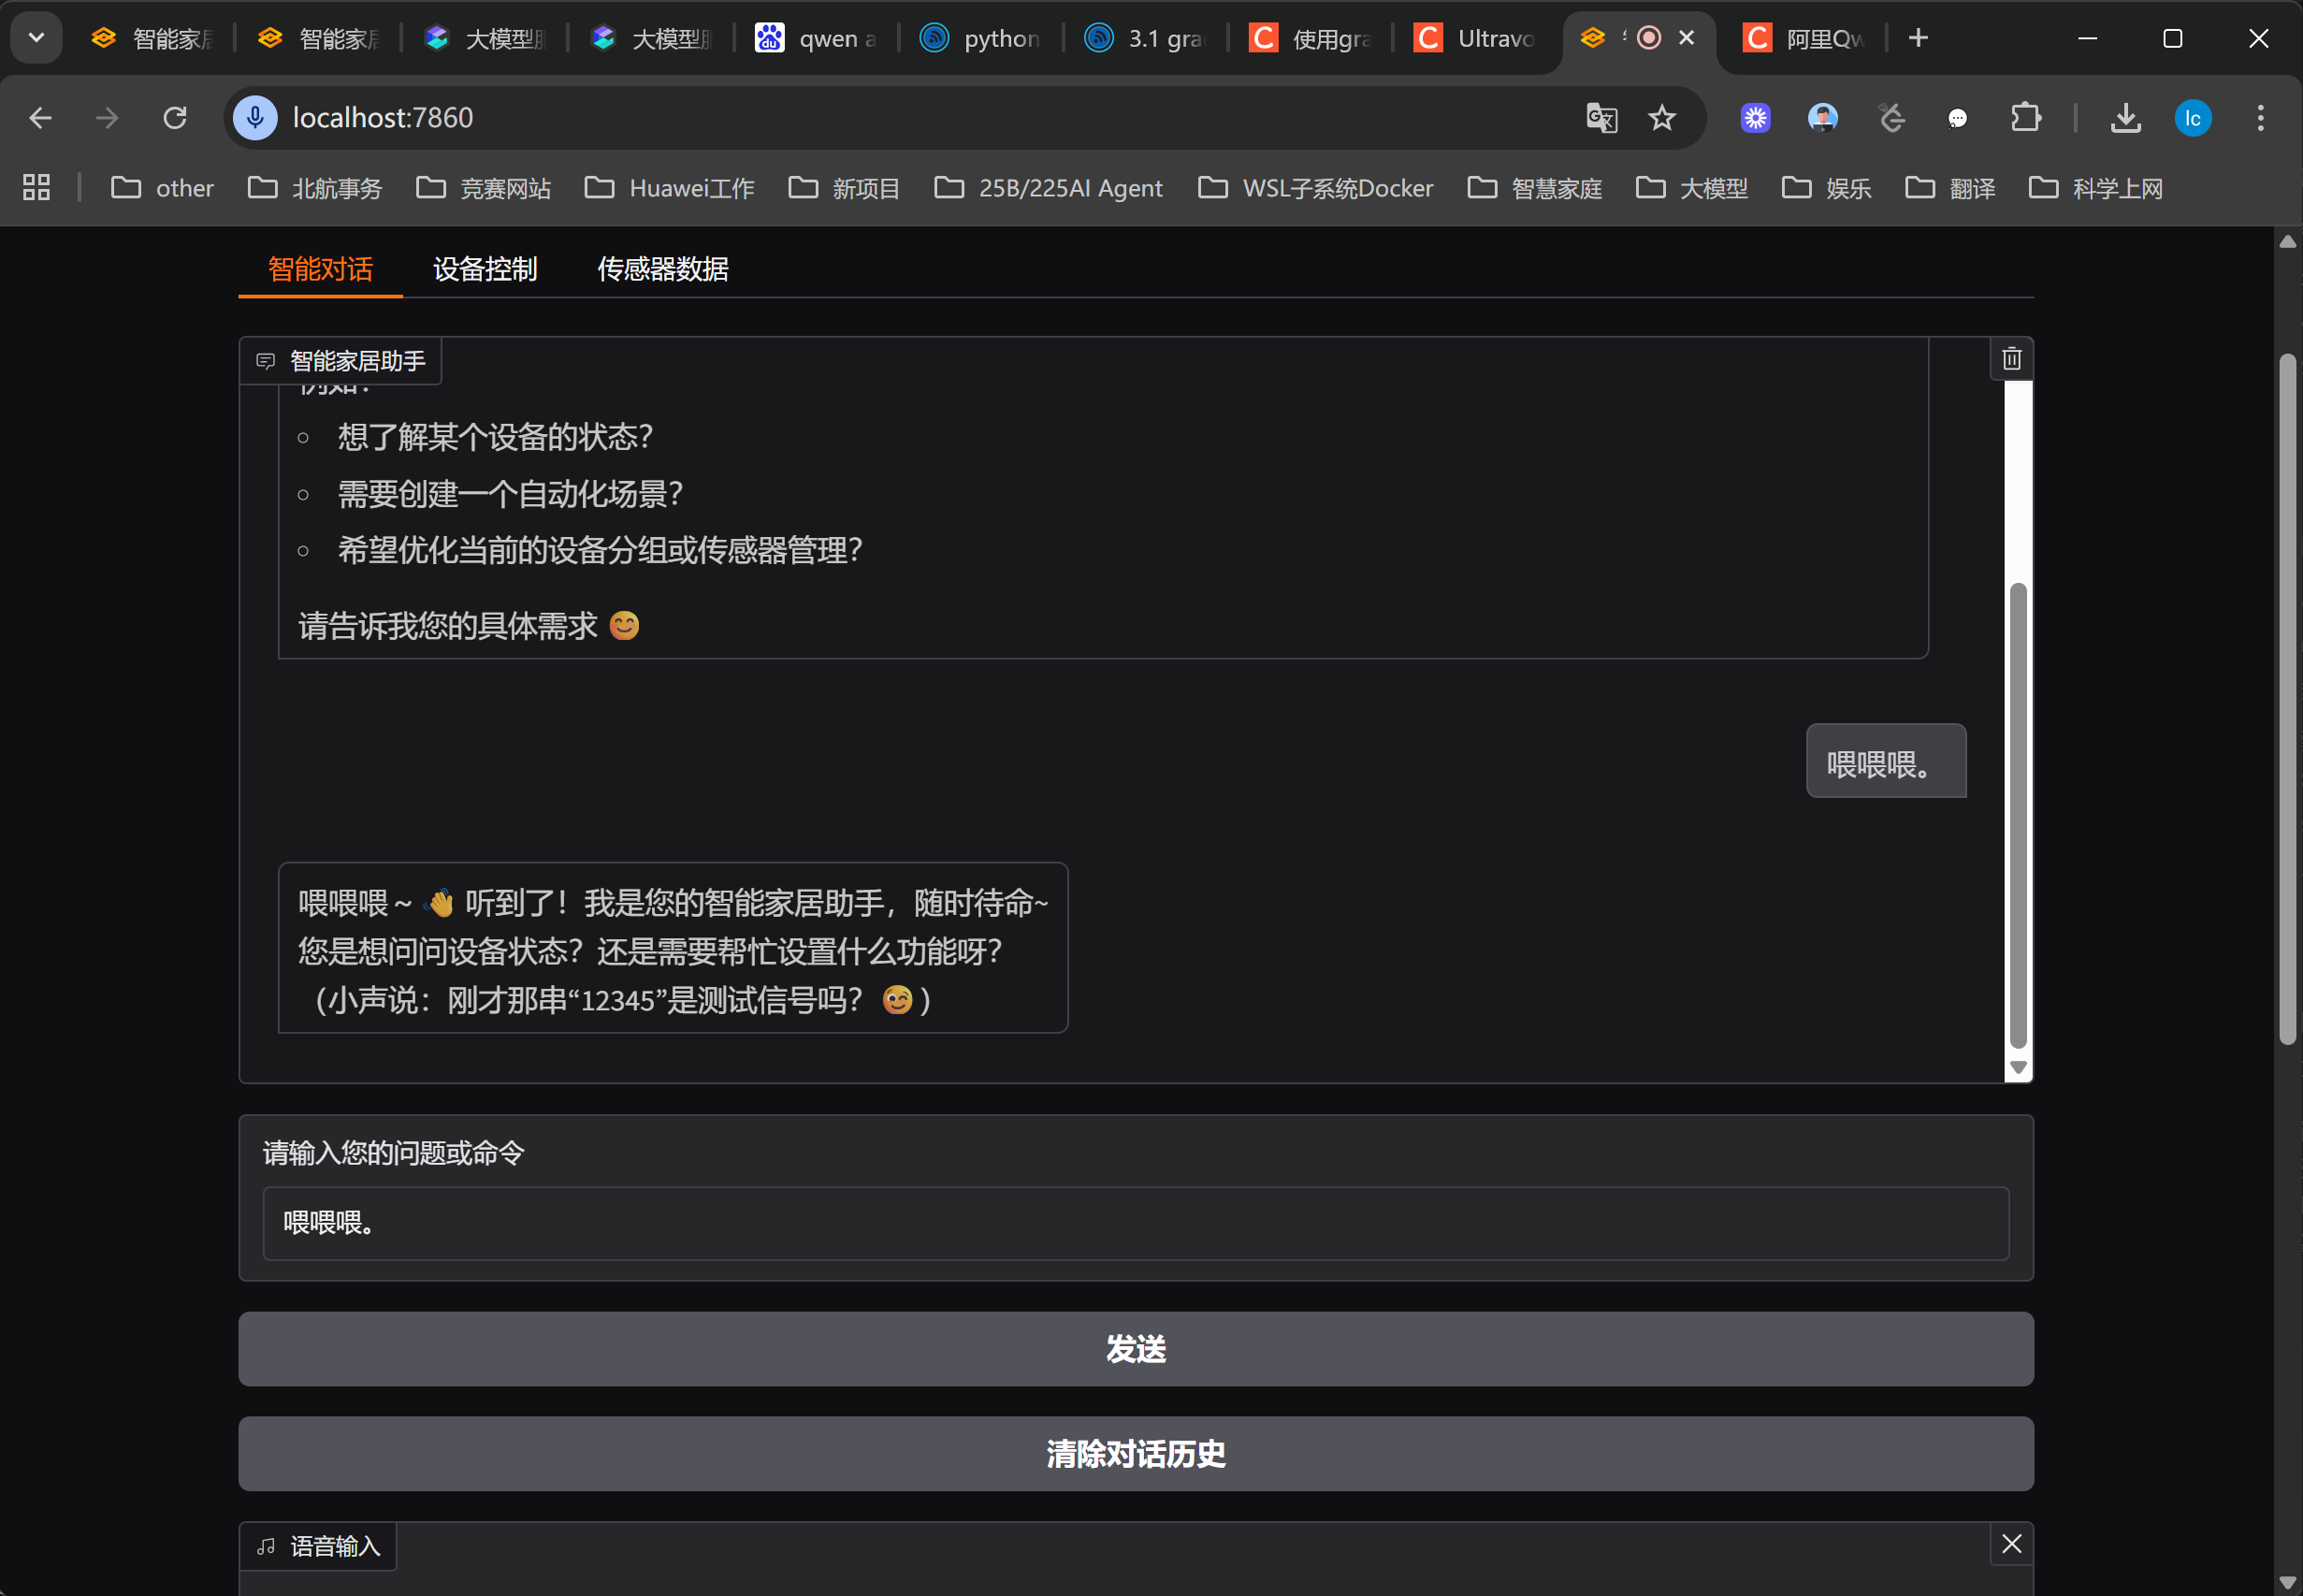 智能家居
智能家居
大模型服
大模型服
qwen a
python
3.1 gra
使用gra
Ultravo
阿里Qw
localhost:7860
lc
other
北航事务
竞赛网站
Huawei工作
新项目
25B/225AI Agent
WSL子系统Docker
智慧家庭
大模型
娱乐
翻译
科学上网
智能对话
设备控制
传感器数据
智能家居助手
例如：
想了解某个设备的状态？
需要创建一个自动化场景？
希望优化当前的设备分组或传感器管理？
请告诉我您的具体需求 😊
喂喂喂。
喂喂喂～ 👋 听到了！我是您的智能家居助手，随时待命~
您是想问问设备状态？还是需要帮忙设置什么功能呀？
（小声说：刚才那串“12345”是测试信号吗？ 😉）
请输入您的问题或命令
喂喂喂。
发送
清除对话历史
语音输入